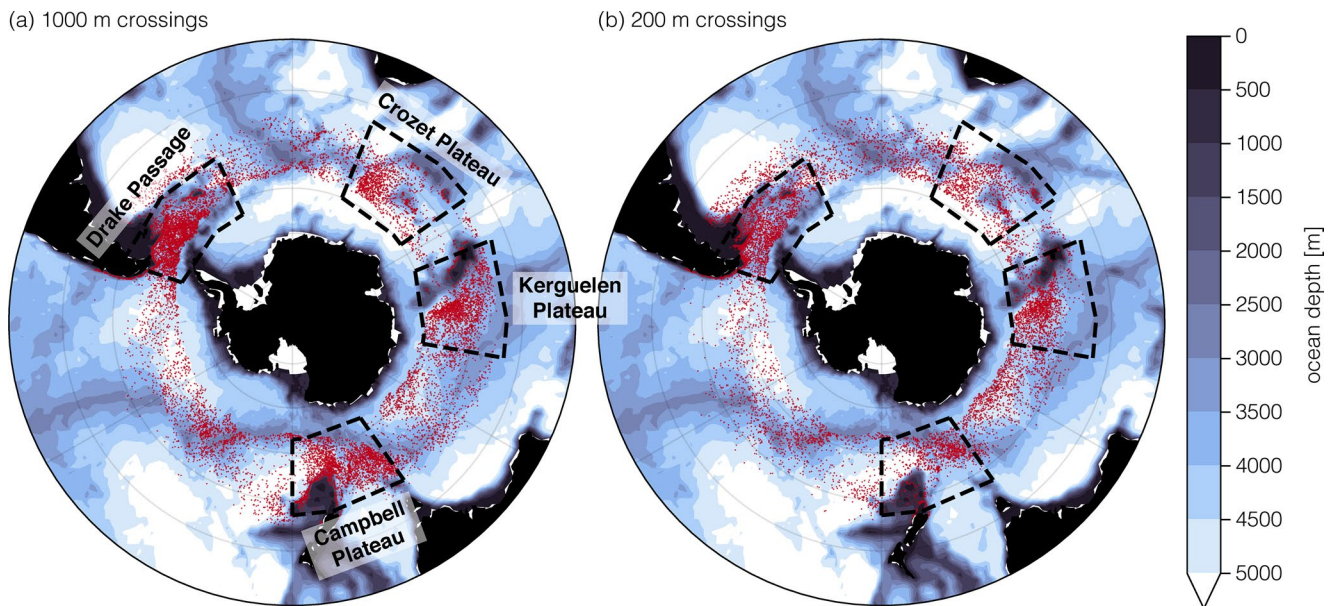 (a) 1000 m crossings
Drake Passage
Crozet Plateau
Kerguelen
Plateau
Campbell
Plateau
(b) 200 m crossings
0
500
1000
1500
2000
2500
3000
3500
4000
4500
5000
ocean depth [m]